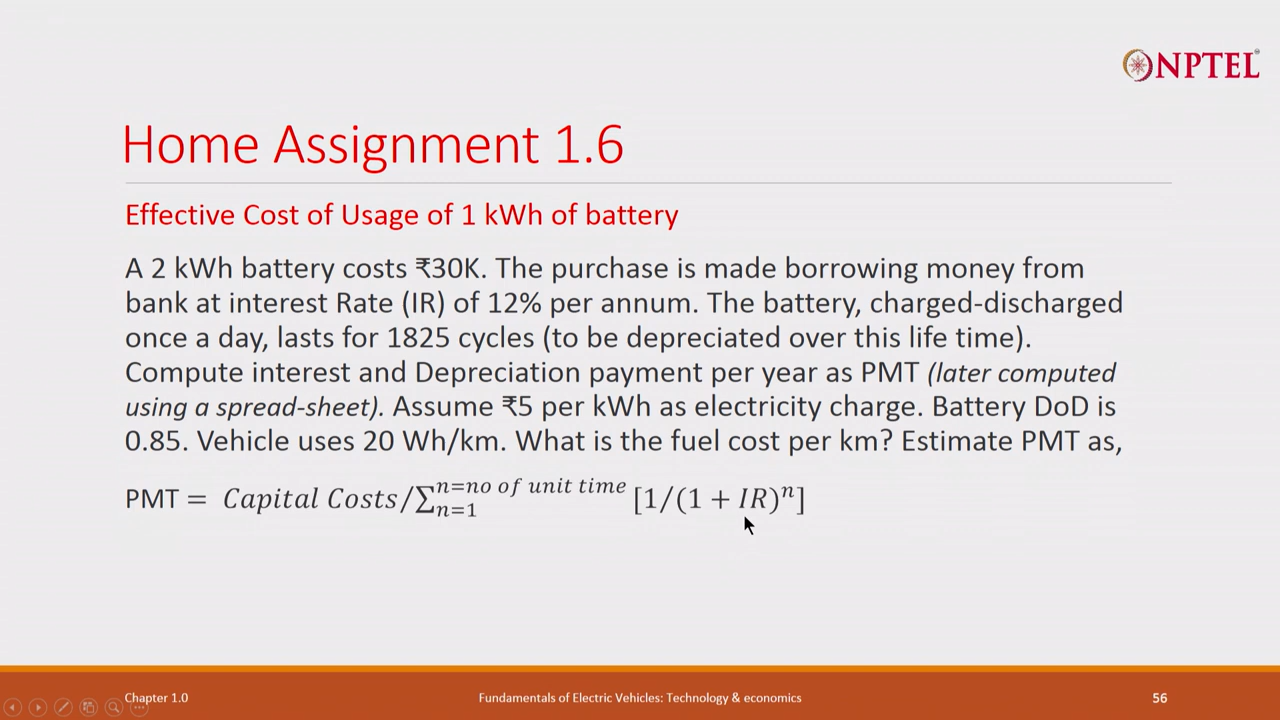 NPTEL
Home Assignment 1.6
Effective Cost of Usage of 1 kWh of battery
A 2 kWh battery costs ₹30K. The purchase is made borrowing money from
bank at interest Rate (IR) of 12% per annum. The battery, charged-discharged
once a day, lasts for 1825 cycles (to be depreciated over this life time).
Compute interest and Depreciation payment per year as PMT (later computed
using a spread-sheet). Assume ₹5 per kWh as electricity charge. Battery DoD is
0.85. Vehicle uses 20 Wh/km. What is the fuel cost per km? Estimate PMT as,
PMT = Capital Costs/∑_{n=1}^{n=no of unit time} [1/(1 + IR)^n]
Chapter 1.0 Fundamentals of Electric Vehicles: Technology & economics 56